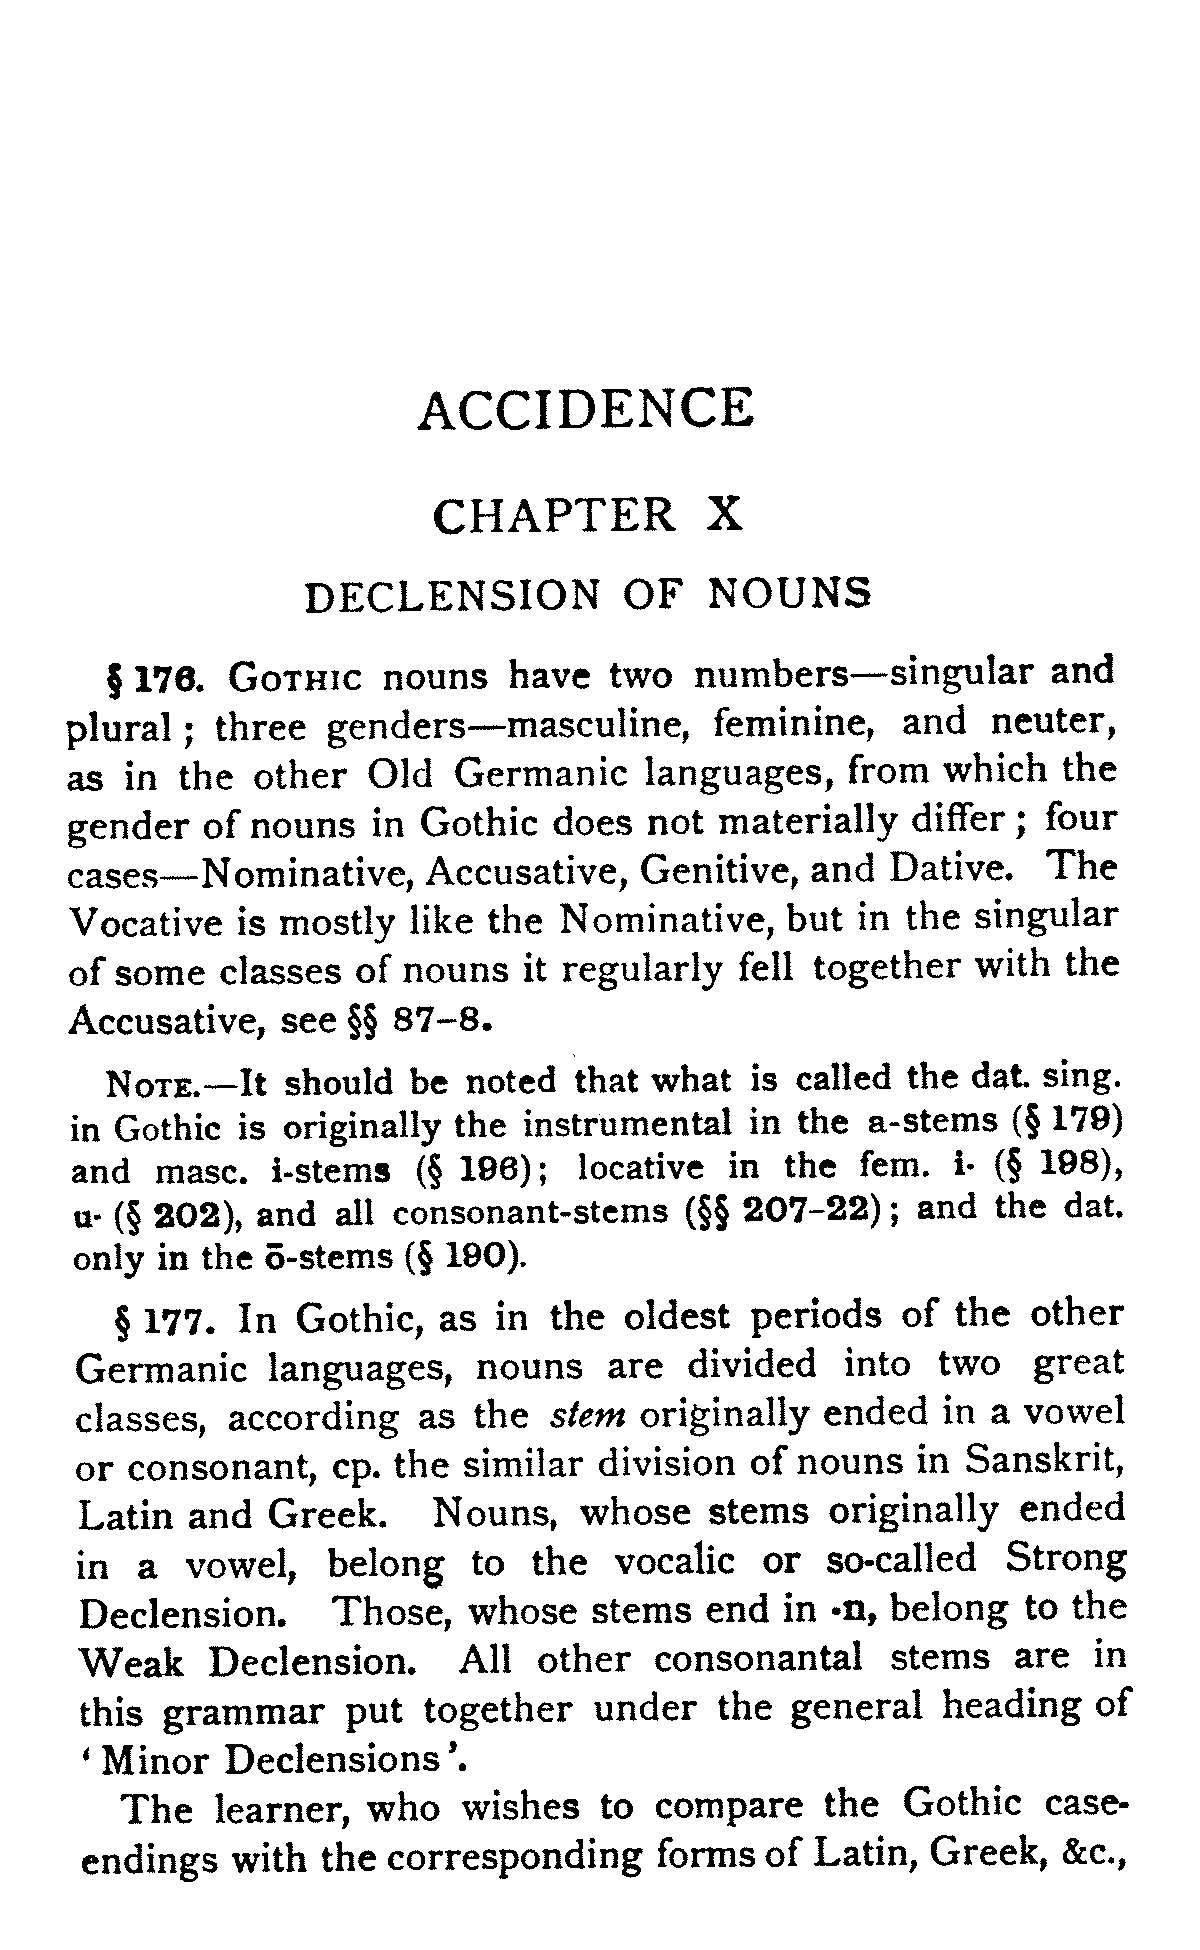 ACCIDENCE
CHAPTER X
DECLENSION OF NOUNS
§ 176. Gothic nouns have two numbers—singular and
plural; three genders—masculine, feminine, and neuter,
as in the other Old Germanic languages, from which the
gender of nouns in Gothic does not materially differ; four
cases—Nominative, Accusative, Genitive, and Dative. The
Vocative is mostly like the Nominative, but in the singular
of some classes of nouns it regularly fell together with the
Accusative, see §§ 87–8.
Note.—It should be noted that what is called the dat. sing.
in Gothic is originally the instrumental in the a-stems (§ 179)
and masc. i-stems (§ 196); locative in the fem. i- (§ 198),
u- (§ 202), and all consonant-stems (§§ 207–22); and the dat.
only in the ō-stems (§ 190).
§ 177. In Gothic, as in the oldest periods of the other
Germanic languages, nouns are divided into two great
classes, according as the stem originally ended in a vowel
or consonant, cp. the similar division of nouns in Sanskrit,
Latin and Greek. Nouns, whose stems originally ended
in a vowel, belong to the vocalic or so-called Strong
Declension. Those, whose stems end in -n, belong to the
Weak Declension. All other consonantal stems are in
this grammar put together under the general heading of
‘Minor Declensions’.
The learner, who wishes to compare the Gothic case-
endings with the corresponding forms of Latin, Greek, &c.,